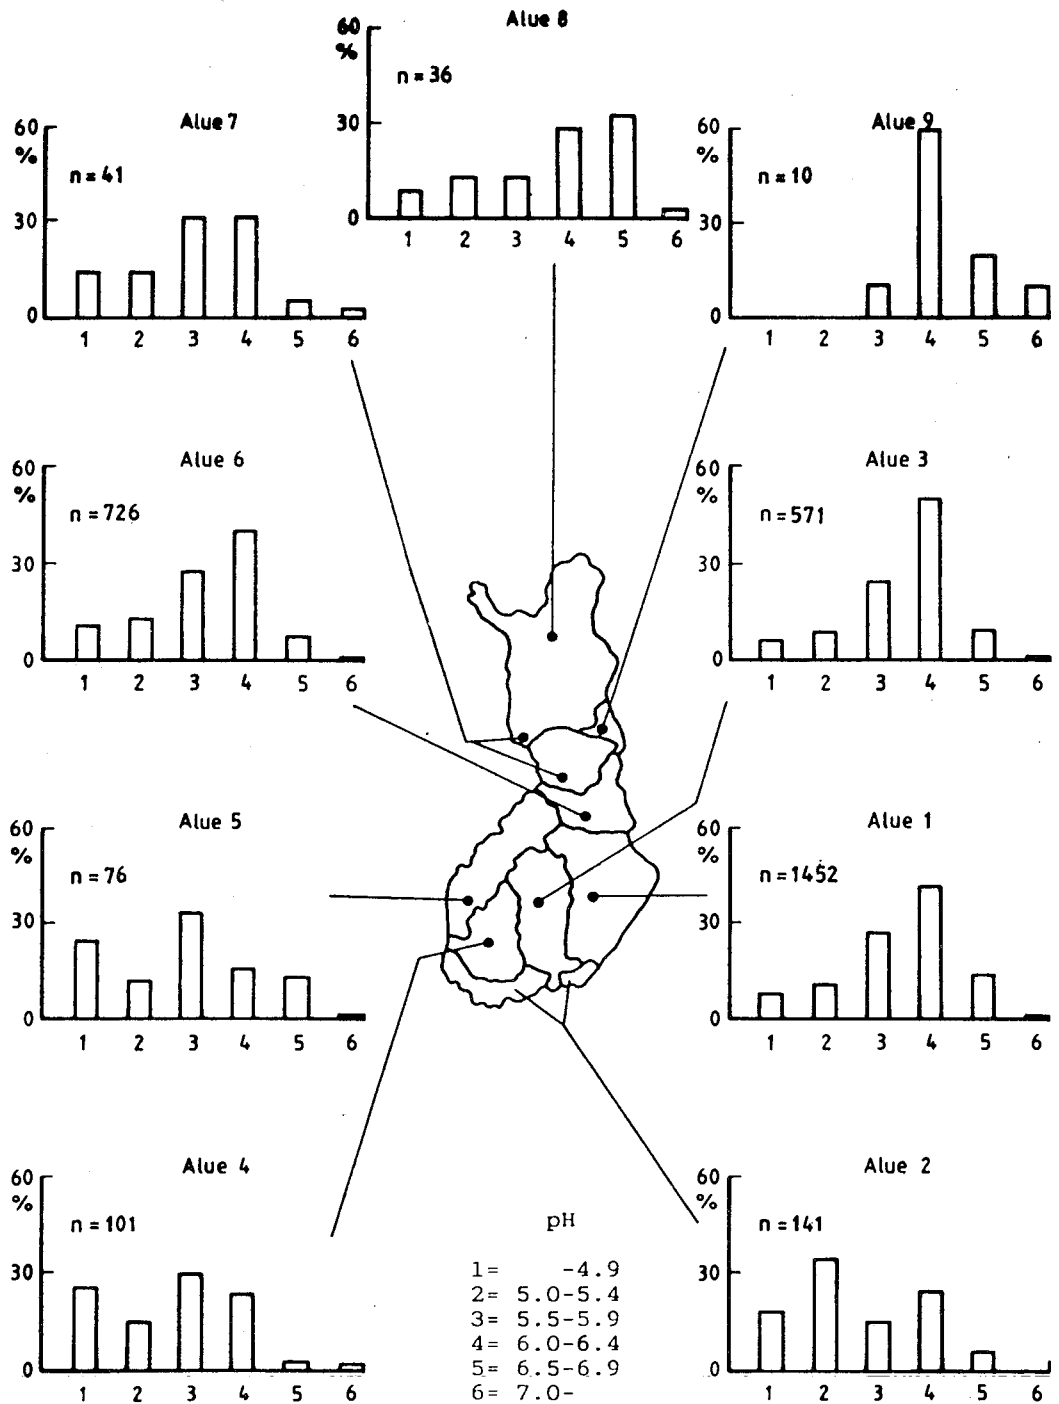 Alue 8
60
%
n = 36
30
0
1 2 3 4 5 6
Alue 7
60
%
n = 41
30
0
1 2 3 4 5 6
Alue 9
60
%
n = 10
30
0
1 2 3 4 5 6
Alue 6
60
%
n = 726
30
0
1 2 3 4 5 6
Alue 3
60
%
n = 571
30
0
1 2 3 4 5 6
Alue 5
60
%
n = 76
30
0
1 2 3 4 5 6
Alue 1
60
%
n = 1452
30
0
1 2 3 4 5 6
Alue 4
60
%
n = 101
30
0
1 2 3 4 5 6
Alue 2
60
%
n = 141
30
0
1 2 3 4 5 6
pH
1= -4.9
2= 5.0-5.4
3= 5.5-5.9
4= 6.0-6.4
5= 6.5-6.9
6= 7.0-